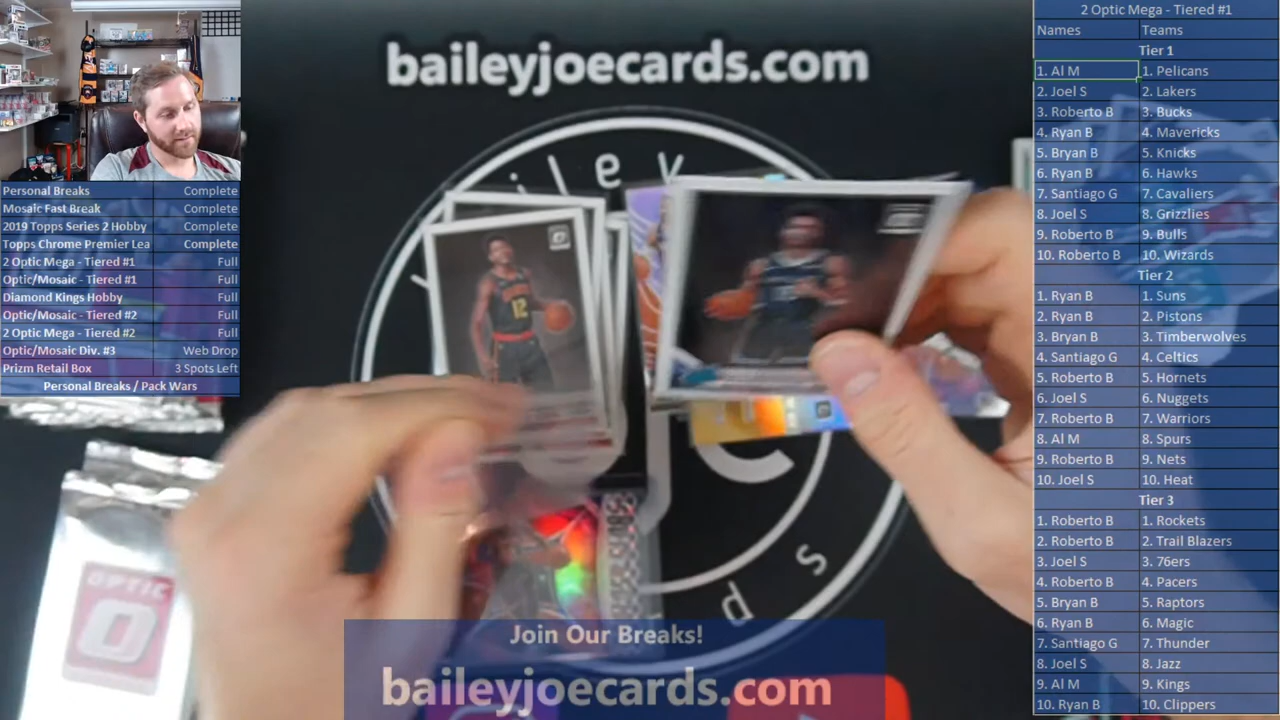 baileyjoecards.com
iley
Personal Breaks Complete
Mosaic Fast Break Complete
2019 Topps Series 2 Hobby Complete
Topps Chrome Premier Lea Complete
2 Optic Mega - Tiered #1 Full
Optic/Mosaic - Tiered #1 Full
Diamond Kings Hobby Full
Optic/Mosaic - Tiered #2 Full
2 Optic Mega - Tiered #2 Full
Optic/Mosaic Div. #3 Web Drop
Prizm Retail Box 3 Spots Left
Personal Breaks / Pack Wars
12
OPTIC
Join Our Breaks!
baileyjoecards.com
2 Optic Mega - Tiered #1
Names Teams
Tier 1
1. Al M 1. Pelicans
2. Joel S 2. Lakers
3. Roberto B 3. Bucks
4. Ryan B 4. Mavericks
5. Bryan B 5. Knicks
6. Ryan B 6. Hawks
7. Santiago G 7. Cavaliers
8. Joel S 8. Grizzlies
9. Roberto B 9. Bulls
10. Roberto B 10. Wizards
Tier 2
1. Ryan B 1. Suns
2. Ryan B 2. Pistons
3. Bryan B 3. Timberwolves
4. Santiago G 4. Celtics
5. Roberto B 5. Hornets
6. Joel S 6. Nuggets
7. Roberto B 7. Warriors
8. Al M 8. Spurs
9. Roberto B 9. Nets
10. Joel S 10. Heat
Tier 3
1. Roberto B 1. Rockets
2. Roberto B 2. Trail Blazers
3. Joel S 3. 76ers
4. Roberto B 4. Pacers
5. Bryan B 5. Raptors
6. Ryan B 6. Magic
7. Santiago G 7. Thunder
8. Joel S 8. Jazz
9. Al M 9. Kings
10. Ryan B 10. Clippers